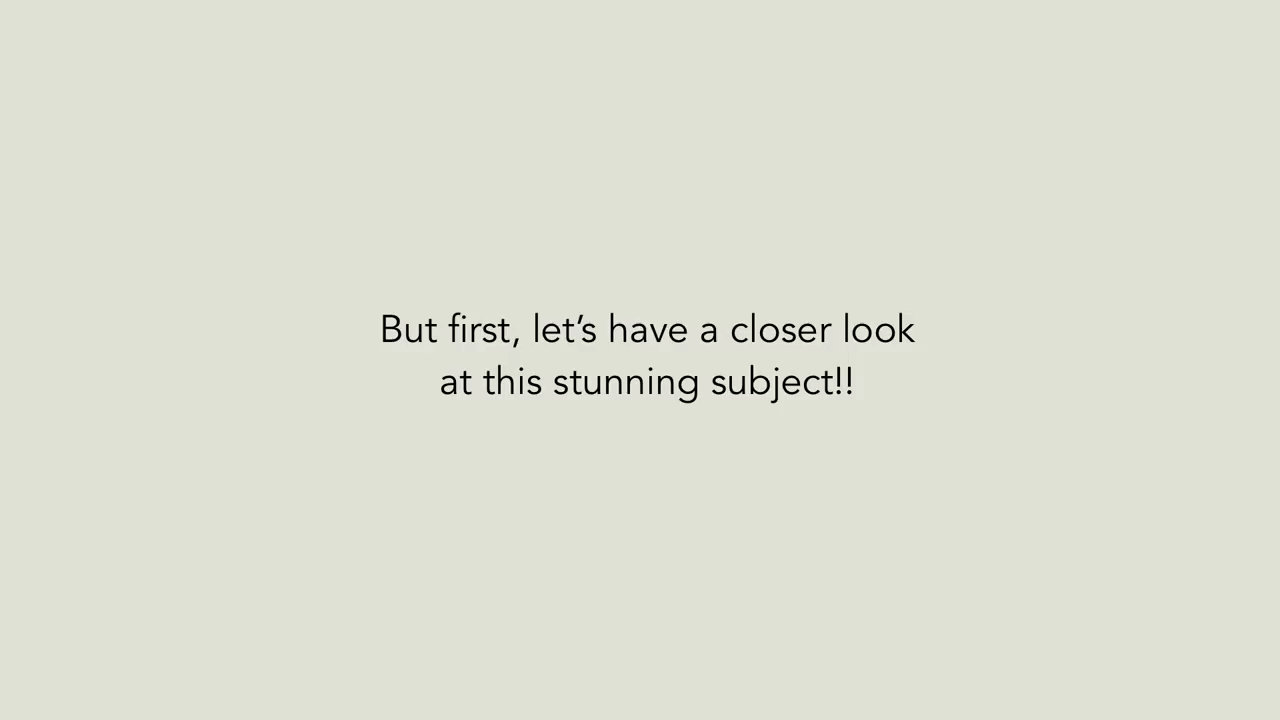 But first, let’s have a closer look
at this stunning subject!!